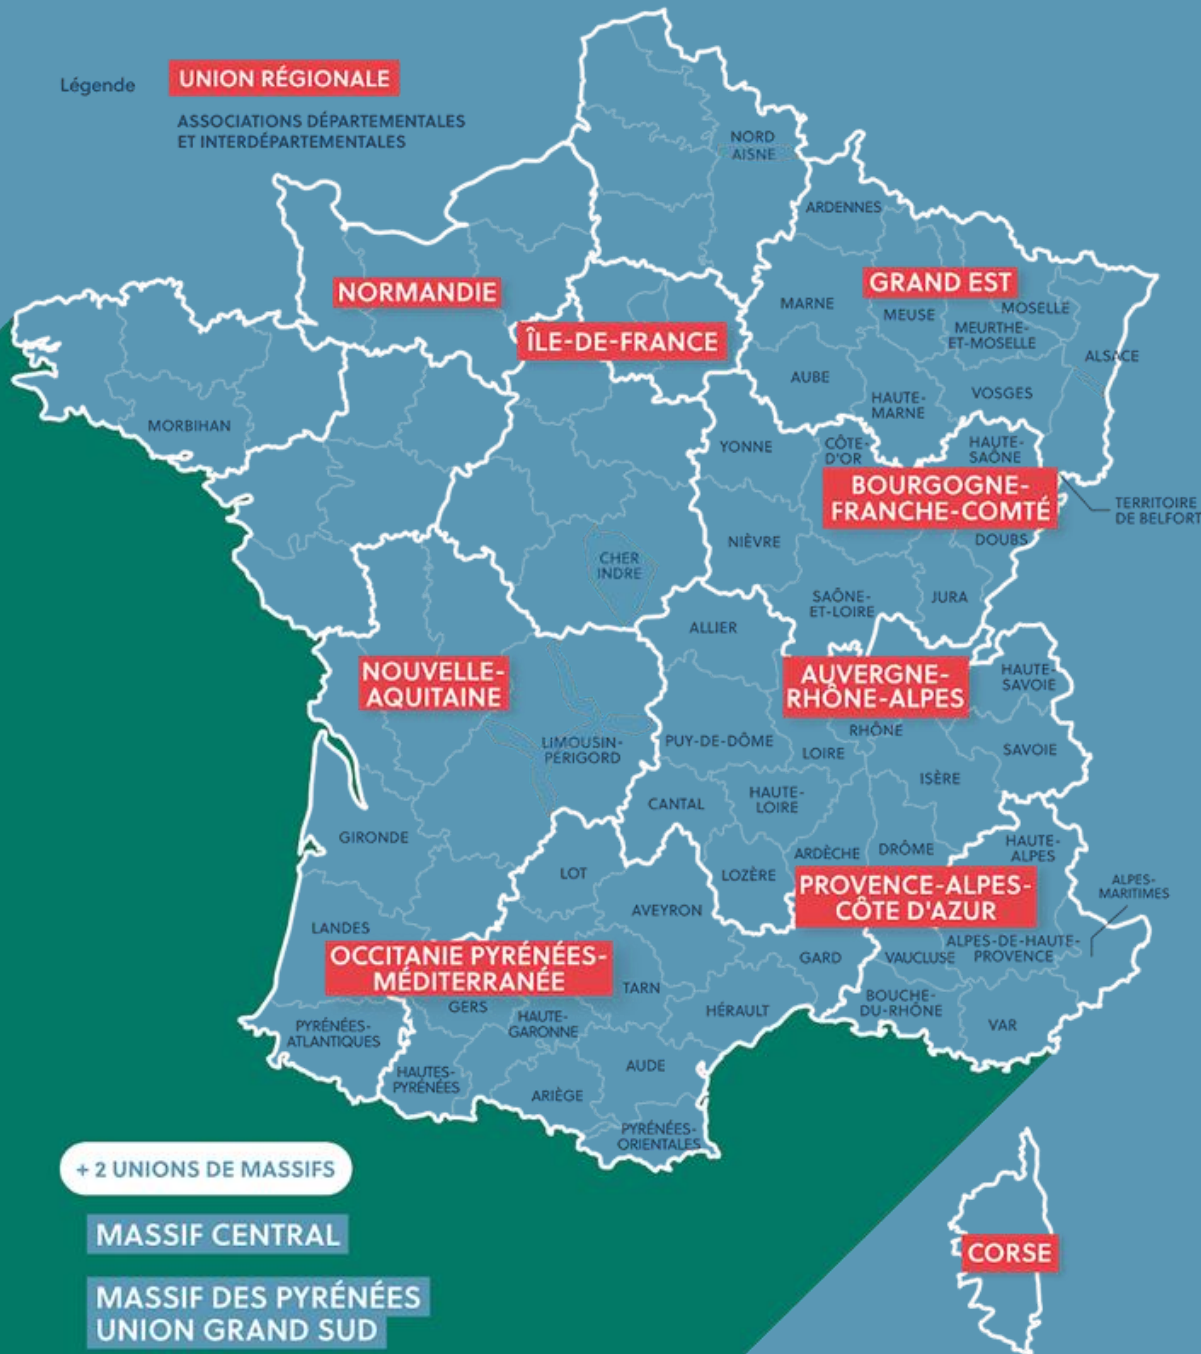 Légende
UNION RÉGIONALE
ASSOCIATIONS DÉPARTEMENTALES
ET INTERDÉPARTEMENTALES
NORD
AISNE
ARDENNES
NORMANDIE
GRAND EST
MARNE
MEUSE
MOSELLE
MEURTHE-
ET-MOSELLE
ÎLE-DE-FRANCE
ALSACE
AUBE
HAUTE-
MARNE
VOSGES
MORBIHAN
YONNE
CÔTE-
D'OR
HAUTE-
SAÔNE
BOURGOGNE-
FRANCHE-COMTÉ
TERRITOIRE
DE BELFORT
NIÈVRE
DOUBS
CHER
INDRE
SAÔNE-
ET-LOIRE
JURA
ALLIER
NOUVELLE-
AQUITAINE
AUVERGNE-
RHÔNE-ALPES
HAUTE-
SAVOIE
LIMOUSIN-
PÉRIGORD
PUY-DE-DÔME
RHÔNE
LOIRE
SAVOIE
ISÈRE
CANTAL
HAUTE-
LOIRE
GIRONDE
ARDÈCHE
DRÔME
HAUTE-
ALPES
LOT
LOZÈRE
PROVENCE-ALPES-
CÔTE D'AZUR
ALPES-
MARITIMES
AVEYRON
LANDES
OCCITANIE PYRÉNÉES-
MÉDITERRANÉE
GARD
VAUCLUSE
ALPES-DE-HAUTE-
PROVENCE
TARN
GERS
HAUTE-
GARONNE
HÉRAULT
BOUCHE-
DU-RHÔNE
VAR
PYRÉNÉES-
ATLANTIQUES
HAUTES-
PYRÉNÉES
AUDE
ARIÈGE
PYRÉNÉES-
ORIENTALES
+ 2 UNIONS DE MASSIFS
MASSIF CENTRAL
MASSIF DES PYRÉNÉES
UNION GRAND SUD
CORSE